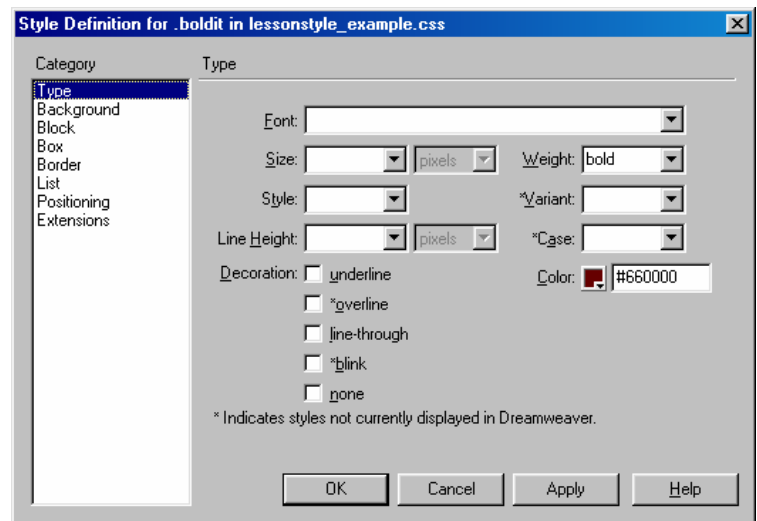 Style Definition for .boldit in lessonstyle_example.css
Category
Type
Background
Block
Box
Border
List
Positioning
Extensions
Type
Font:
Size: pixels Weight: bold
Style: *Variant:
Line Height: pixels *Case:
Decoration: underline Color: #660000
*overline
line-through
*blink
none
* Indicates styles not currently displayed in Dreamweaver.
OK Cancel Apply Help